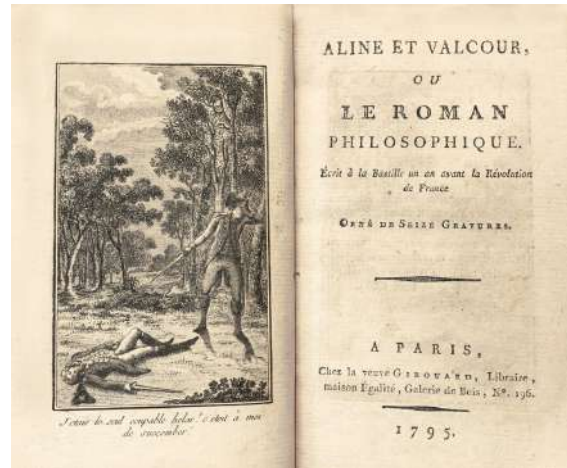 J'etais le seul coupable helas! c'etoit à moi
de succomber.
ALINE ET VALCOUR,
OU
LE ROMAN
PHILOSOPHIQUE.
Écrit à la Bastille un an avant la Révolution
de France
ORNÉ DE SEIZE GRAVURES.
A PARIS,
Chez la veuve GIROUARD, Libraire,
maison Égalité, Galerie de Bois, Nº. 196.
1795.